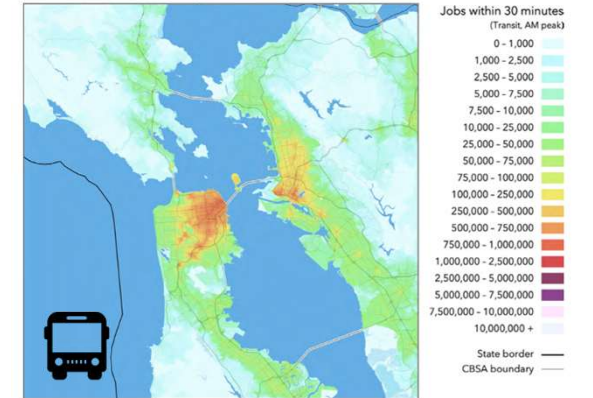 Jobs within 30 minutes
(Transit, AM peak)
0 - 1,000
1,000 - 2,500
2,500 - 5,000
5,000 - 7,500
7,500 - 10,000
10,000 - 25,000
25,000 - 50,000
50,000 - 75,000
75,000 - 100,000
100,000 - 250,000
250,000 - 500,000
500,000 - 750,000
750,000 - 1,000,000
1,000,000 - 2,500,000
2,500,000 - 5,000,000
5,000,000 - 7,500,000
7,500,000 - 10,000,000
10,000,000 +
State border
CBSA boundary